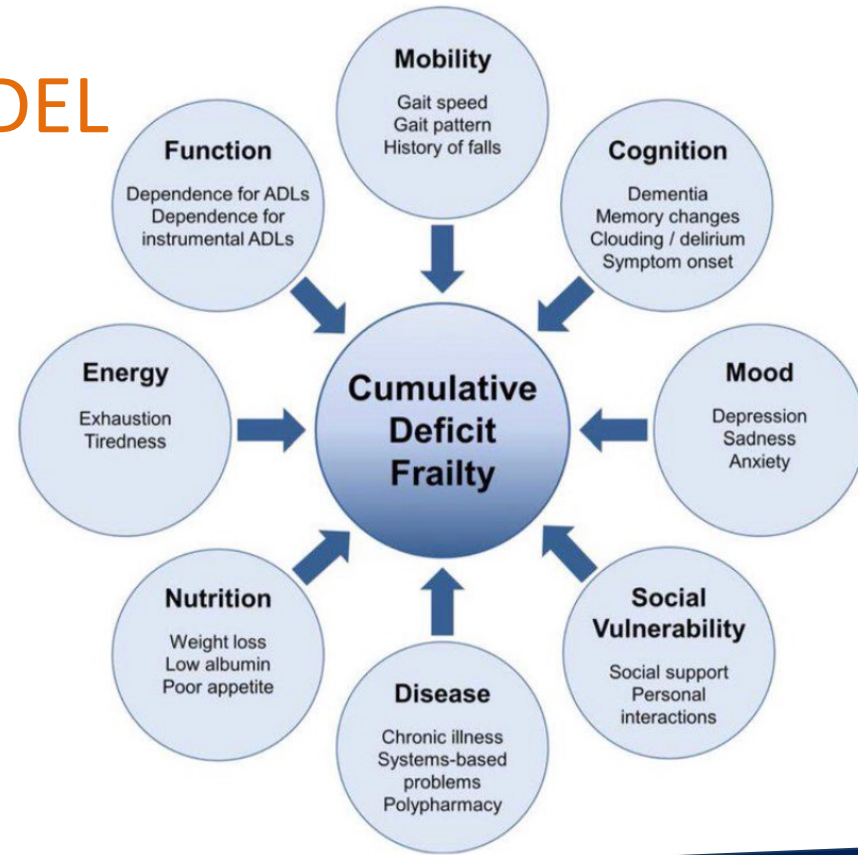 DEL
Mobility
Gait speed
Gait pattern
History of falls
Cognition
Dementia
Memory changes
Clouding / delirium
Symptom onset
Mood
Depression
Sadness
Anxiety
Social
Vulnerability
Social support
Personal
interactions
Disease
Chronic illness
Systems-based
problems
Polypharmacy
Nutrition
Weight loss
Low albumin
Poor appetite
Energy
Exhaustion
Tiredness
Function
Dependence for ADLs
Dependence for
instrumental ADLs
Cumulative
Deficit
Frailty